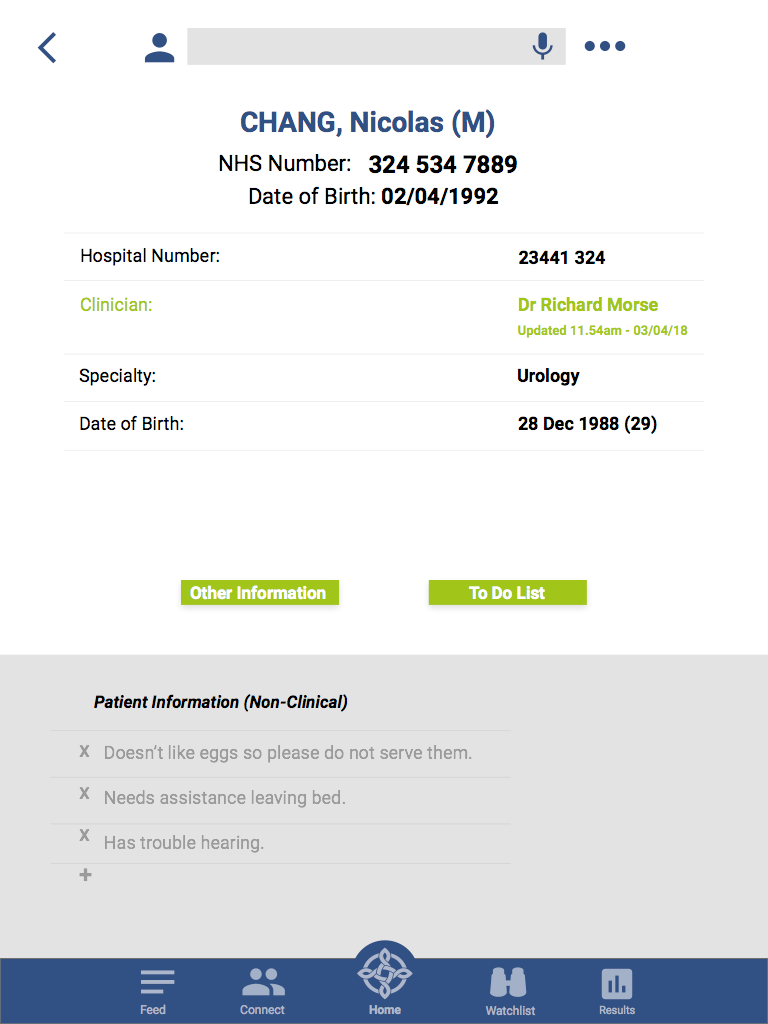 CHANG, Nicolas (M)
NHS Number: 324 534 7889
Date of Birth: 02/04/1992
Hospital Number: 23441 324
Clinician: Dr Richard Morse
Updated 11.54am - 03/04/18
Specialty: Urology
Date of Birth: 28 Dec 1988 (29)
Other Information To Do List
Patient Information (Non-Clinical)
x Doesn't like eggs so please do not serve them.
x Needs assistance leaving bed.
x Has trouble hearing.
+
Feed Connect Home Watchlist Results